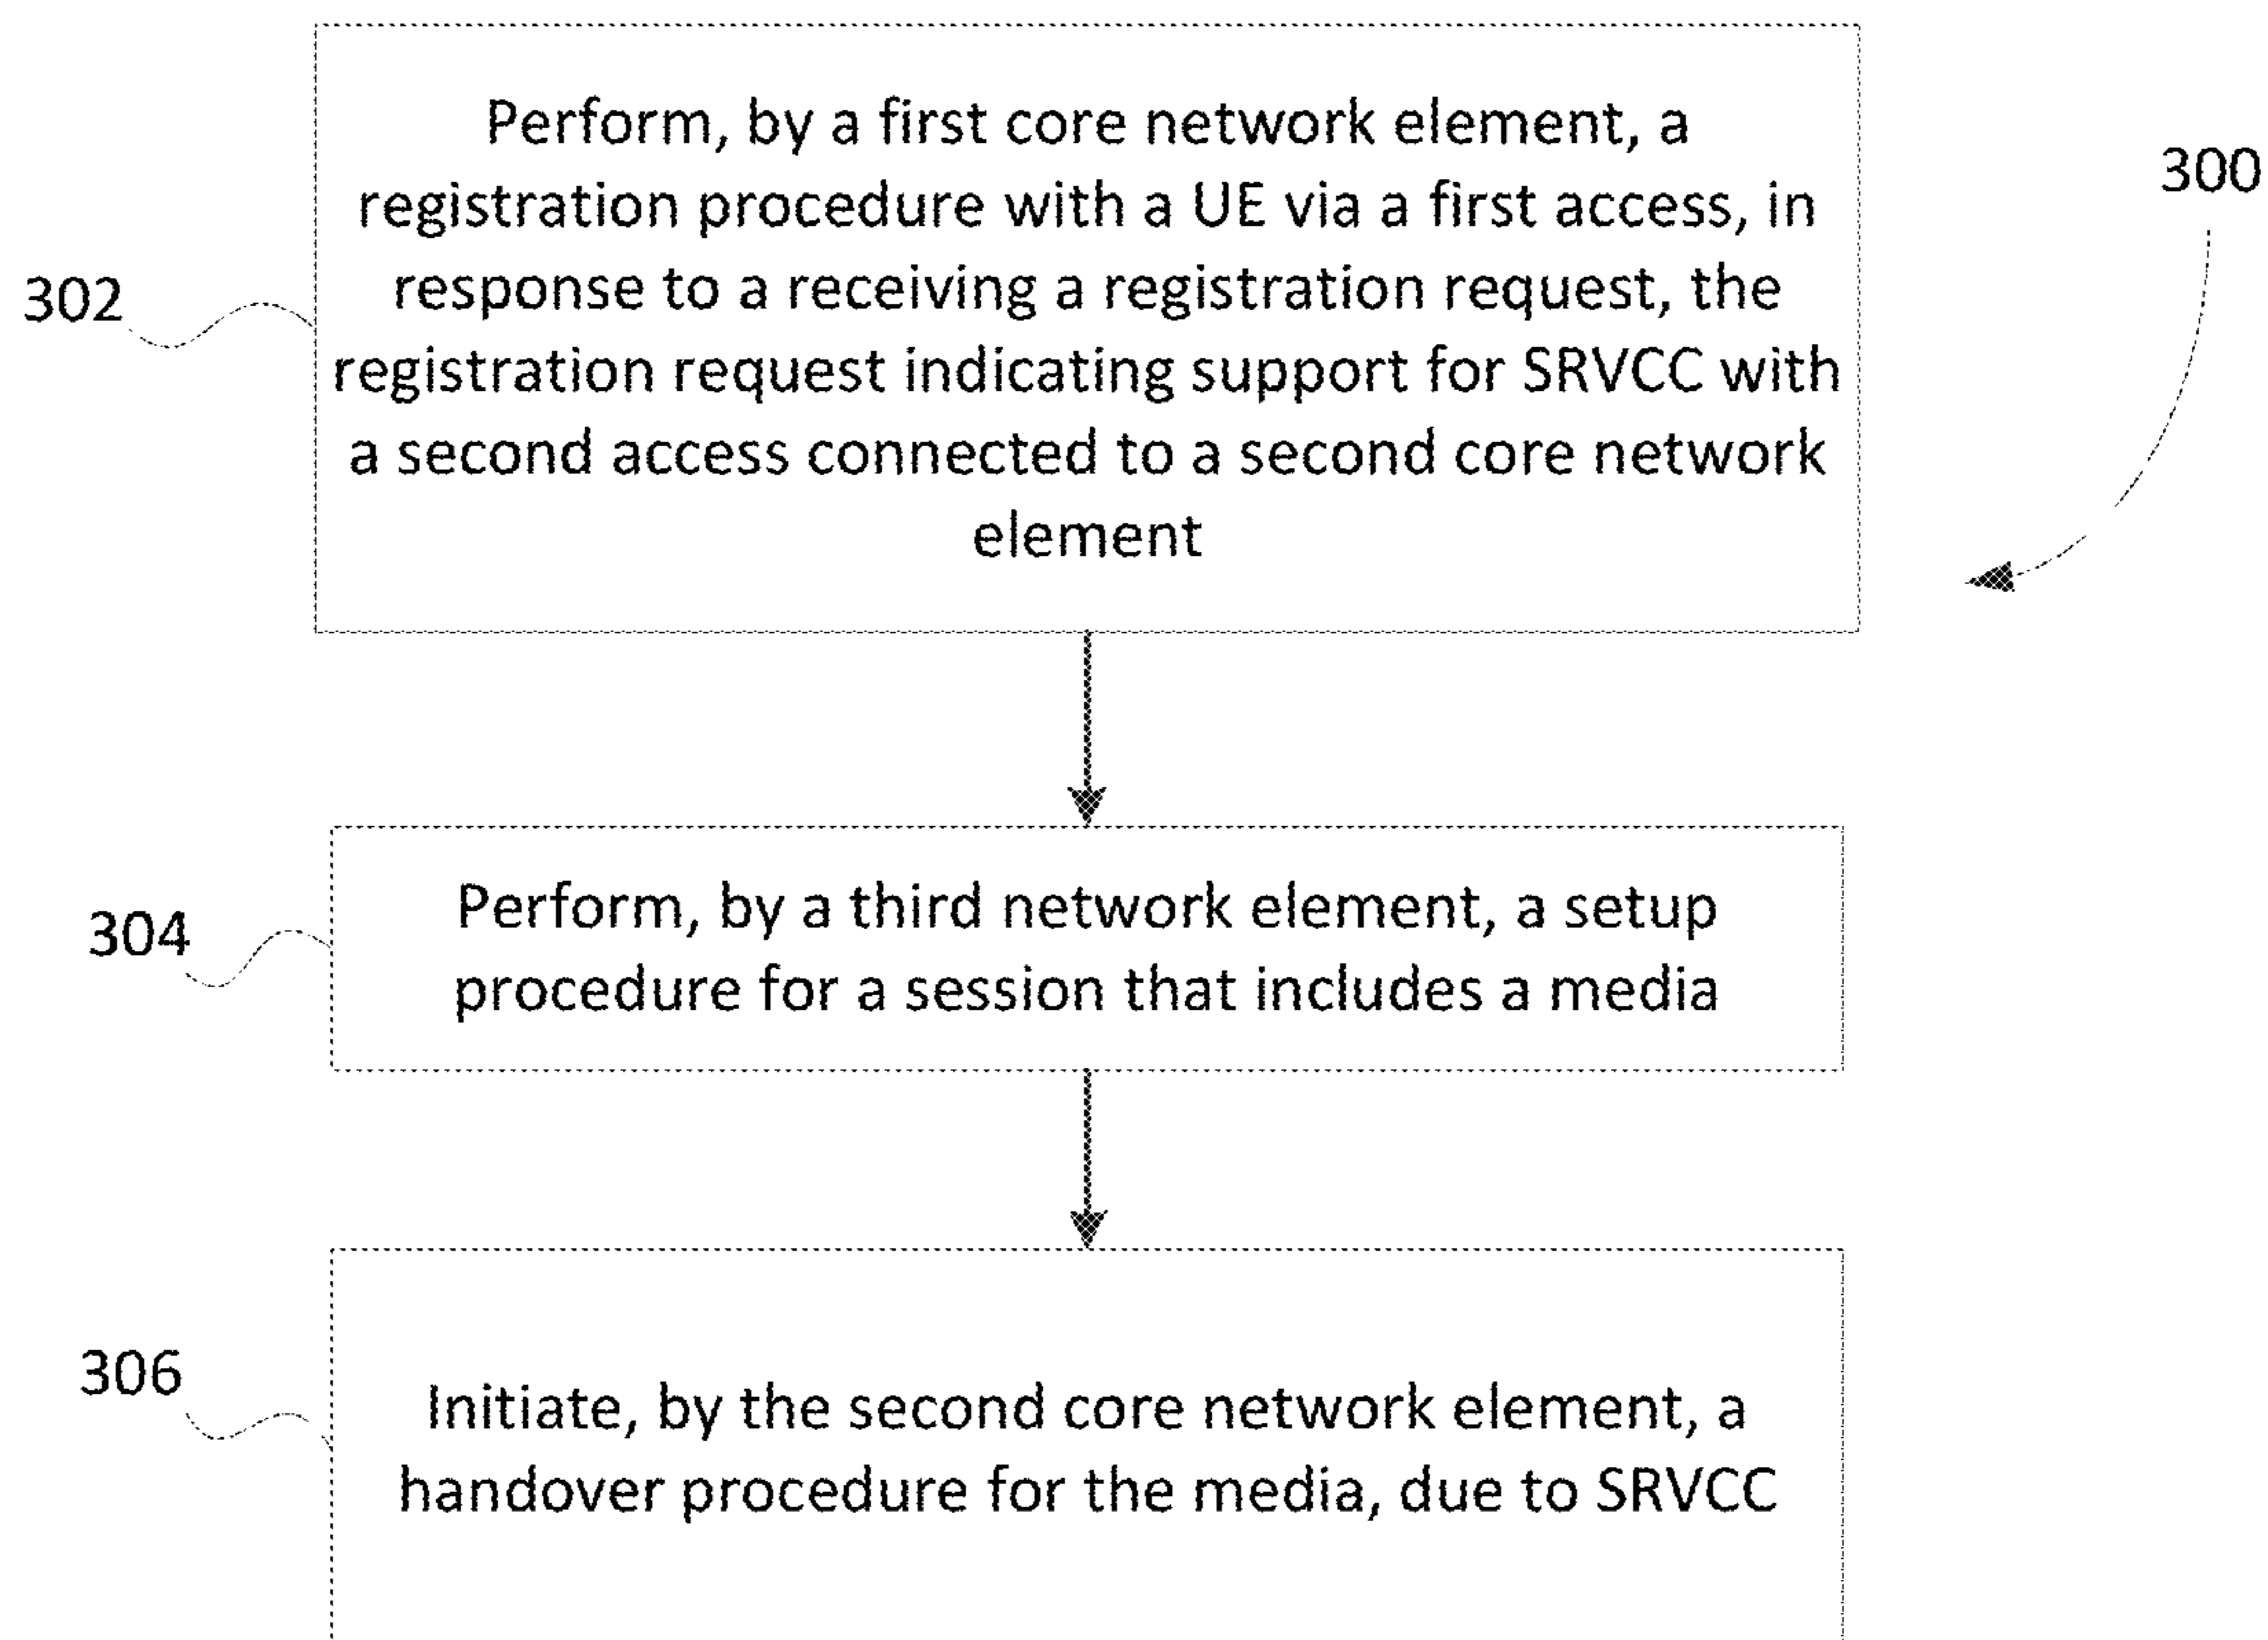 Perform, by a first core network element, a
registration procedure with a UE via a first access, in
response to a receiving a registration request, the
registration request indicating support for SRVCC with
a second access connected to a second core network
element
300
302
Perform, by a third network element, a setup
procedure for a session that includes a media
304
Initiate, by the second core network element, a
handover procedure for the media, due to SRVCC
306